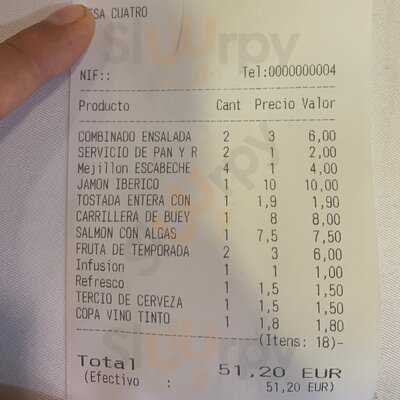 SA CUATRO
NIF:: Tel:0000000004
Producto Cant Precio Valor
COMBINADO ENSALADA 2 3 6,00
SERVICIO DE PAN Y R 2 1 2,00
Mejillon ESCABECHE 4 1 4,00
JAMON IBERICO 1 10 10,00
TOSTADA ENTERA CON 1 1,9 1,90
CARRILLERA DE BUEY 1 8 8,00
SALMON CON ALGAS 1 7,5 7,50
FRUTA DE TEMPORADA 2 3 6,00
Infusion 1 1 1,00
Refresco 1 1,5 1,50
TERCIO DE CERVEZA 1 1,5 1,50
COPA VINO TINTO 1 1,8 1,80
(Itens: 18)-
Total 51,20 EUR
(Efectivo : 51,20 EUR)
Slurrpy